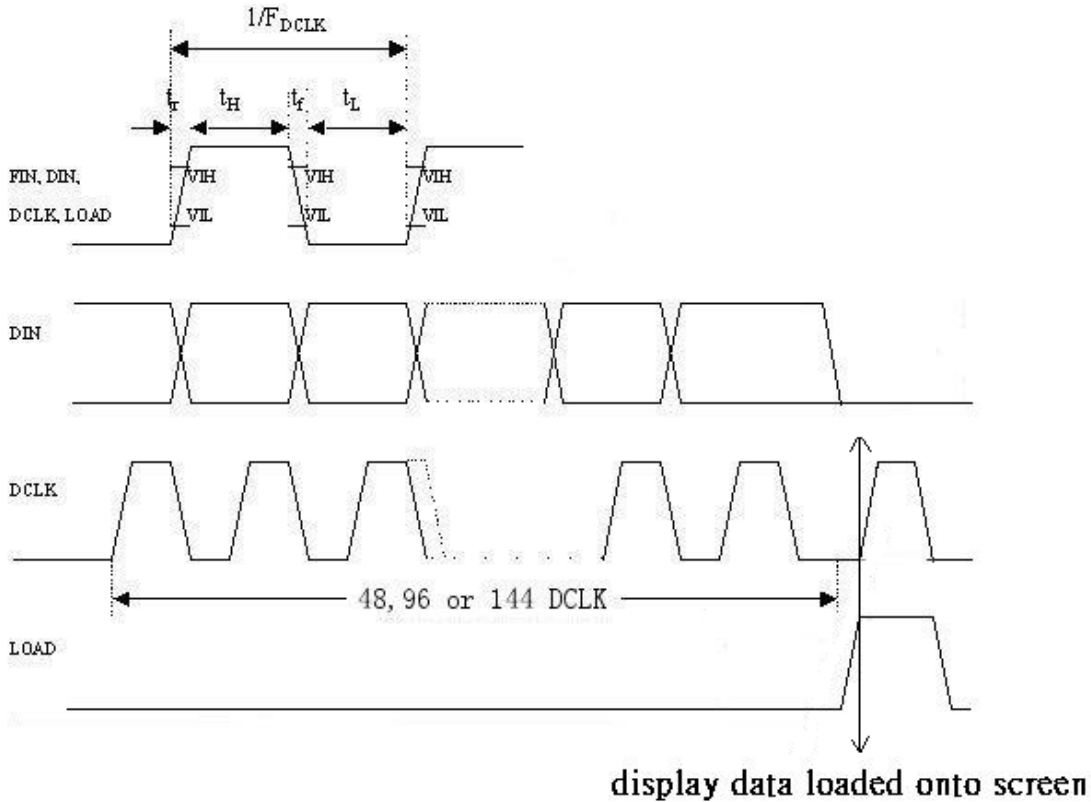 1/FDCLK
tr tH tf tL
FIN, DIN,
VIH VIH VIH
DCLK, LOAD
VIL VIL VIL
DIN
DCLK
48, 96 or 144 DCLK
LOAD
display data loaded onto screen